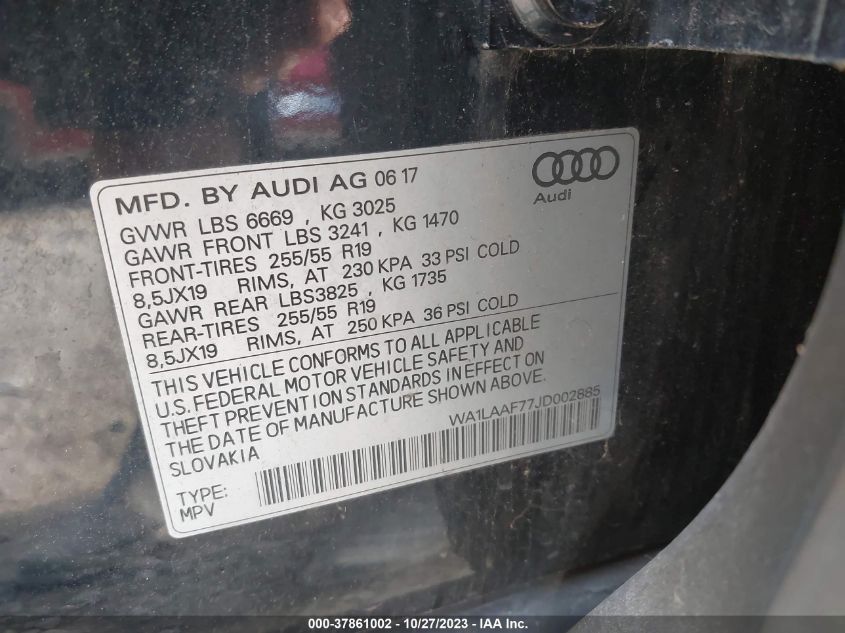 MFD. BY AUDI AG 06 17
Audi
GVWR LBS 6669 , KG 3025
GAWR FRONT LBS 3241 , KG 1470
FRONT-TIRES 255/55 R19
8,5JX19 RIMS, AT 230 KPA 33 PSI COLD
GAWR REAR LBS3825 , KG 1735
REAR-TIRES 255/55 R19
8,5JX19 RIMS, AT 250 KPA 36 PSI COLD
THIS VEHICLE CONFORMS TO ALL APPLICABLE
U.S. FEDERAL MOTOR VEHICLE SAFETY AND
THEFT PREVENTION STANDARDS IN EFFECT ON
THE DATE OF MANUFACTURE SHOWN ABOVE.
SLOVAKIA
WA1LAAF77JD002885
TYPE:
MPV
000-37861002 - 10/27/2023 - IAA Inc.